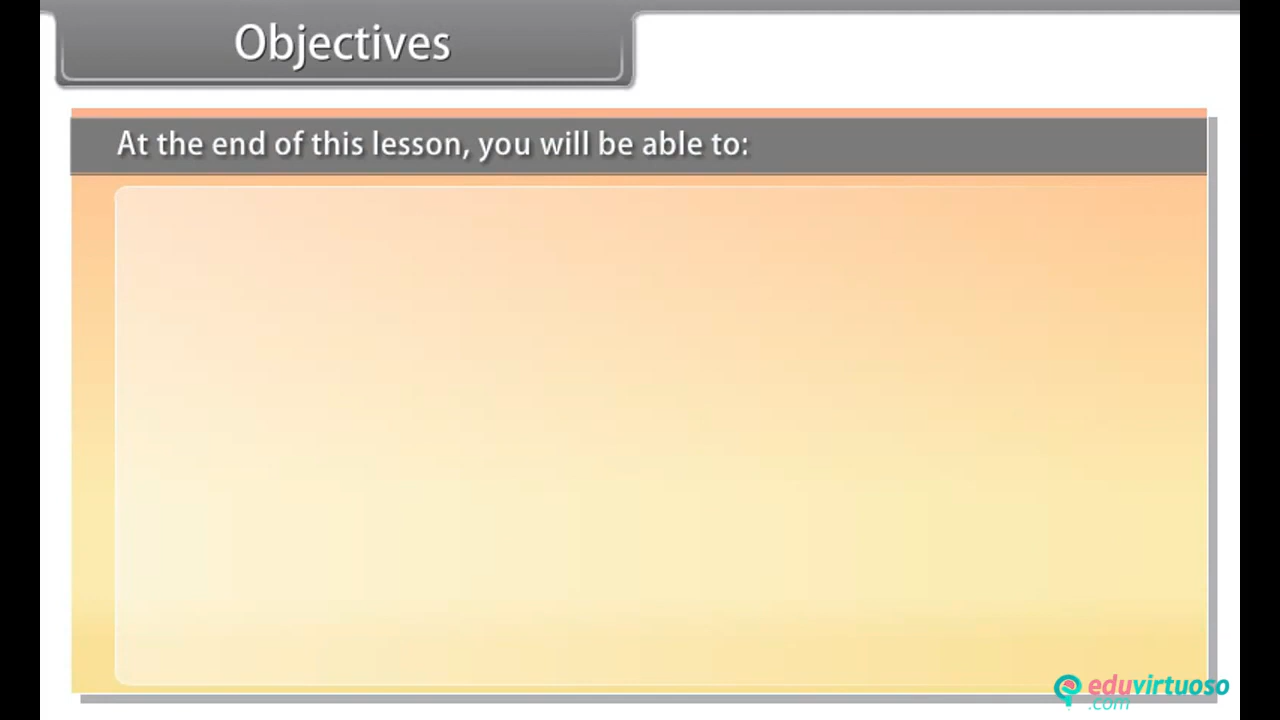 Objectives
At the end of this lesson, you will be able to:
eduvirtuoso
.com